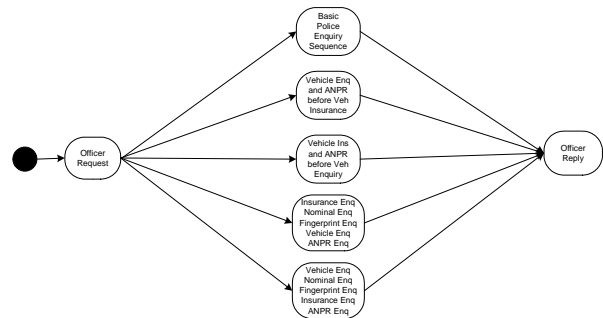 Basic
Police
Enquiry
Sequence
Vehicle Enq
and ANPR
before Veh
Insurance
Officer
Request
Vehicle Ins
and ANPR
before Veh
Enquiry
Officer
Reply
Insurance Enq
Nominal Enq
Fingerprint Enq
Vehicle Enq
ANPR Enq
Vehicle Enq
Nominal Enq
Fingerprint Enq
Insurance Enq
ANPR Enq